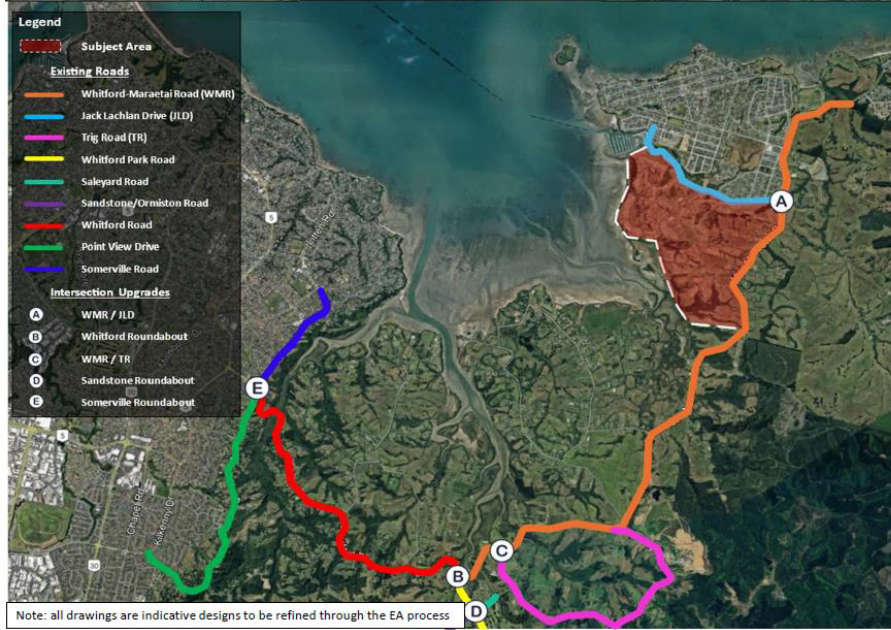 Legend
Subject Area
Existing Roads
Whitford-Maraetai Road (WMR)
Jack Lachlan Drive (JLD)
Trig Road (TR)
Whitford Park Road
Saleyard Road
Sandstone/Ormiston Road
Whitford Road
Point View Drive
Somerville Road
Intersection Upgrades
A WMR / JLD
B Whitford Roundabout
C WMR / TR
D Sandstone Roundabout
E Somerville Roundabout
5
A
E
5
Chapel Rd
Kilkenny D
30
C
B
D
Note: all drawings are indicative designs to be refined through the EA process